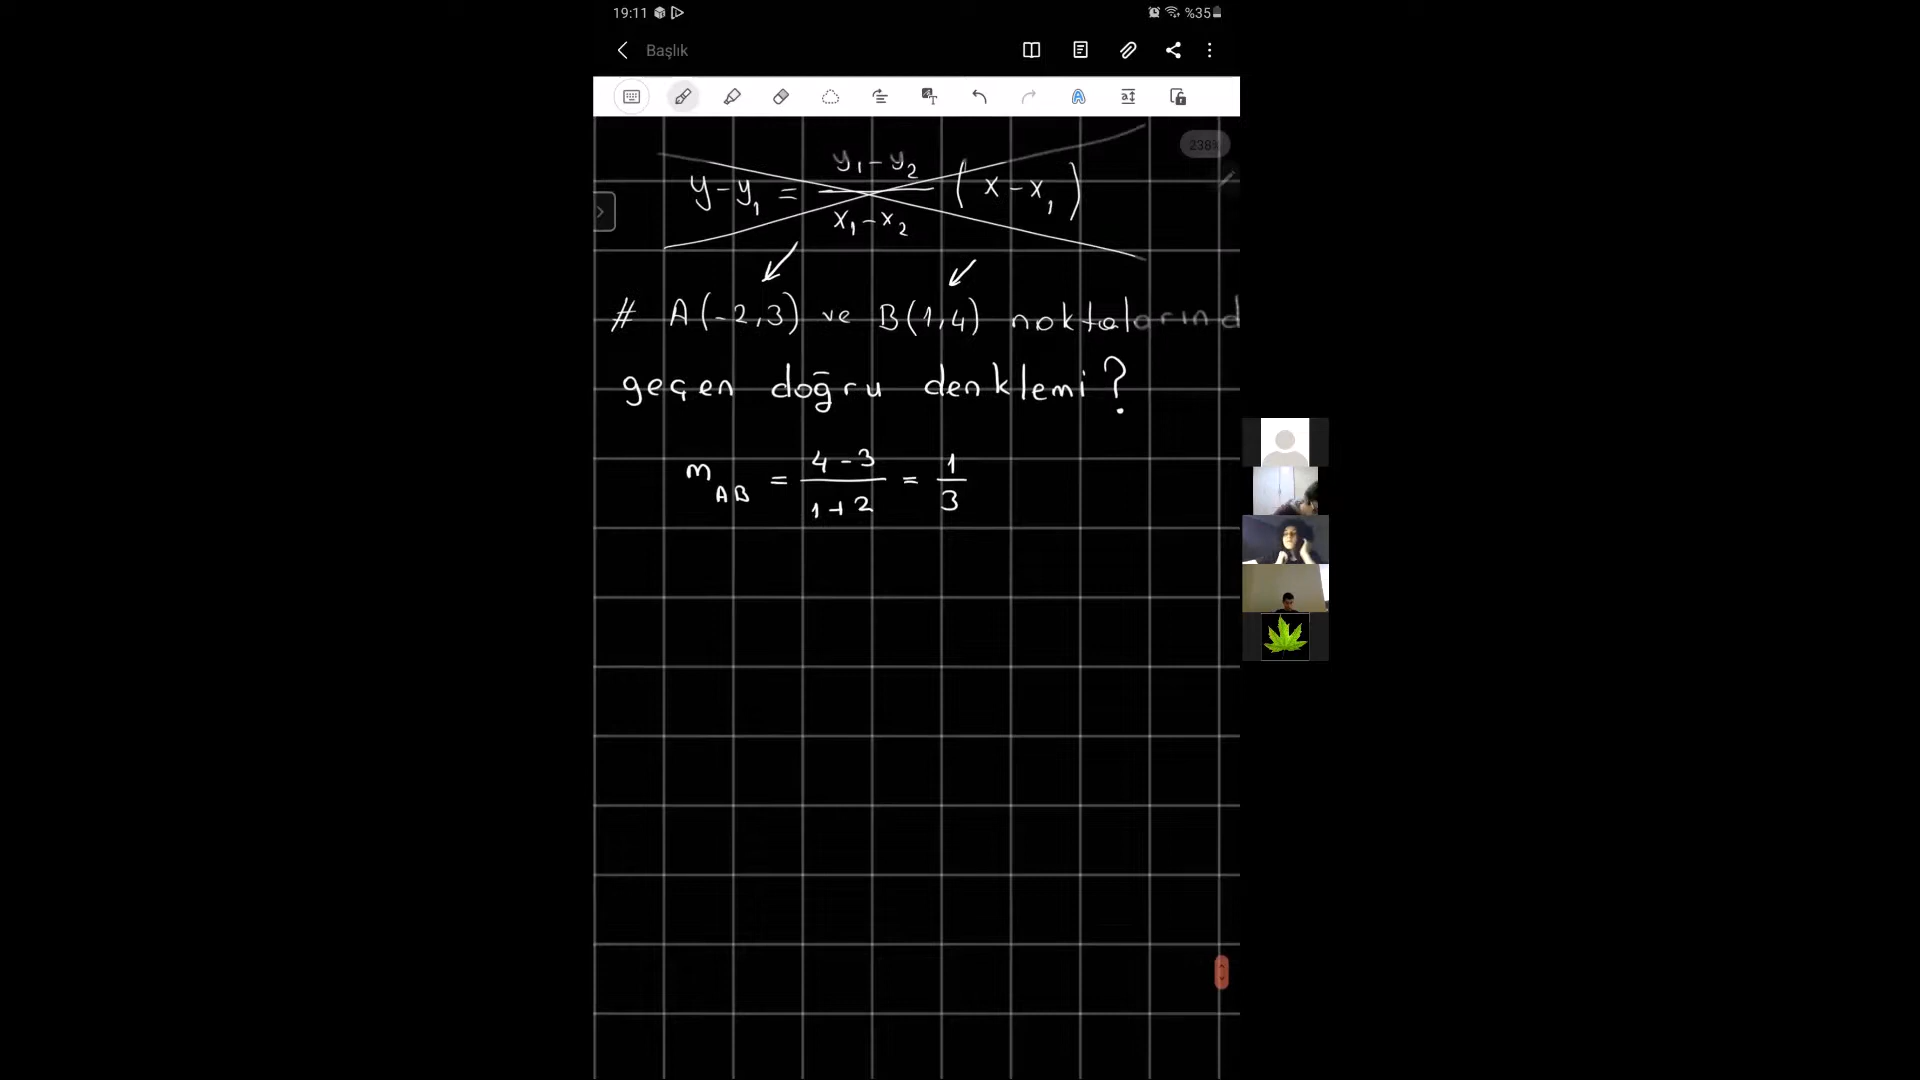 19:11 %35
Başlık
238%
y-y₁ = (y₁-y₂)/(x₁-x₂) (x-x₁)
# A(-2,3) ve B(1,4) noktalarınd
geçen doğru denklemi?
m_AB = (4-3)/(1+2) = 1/3